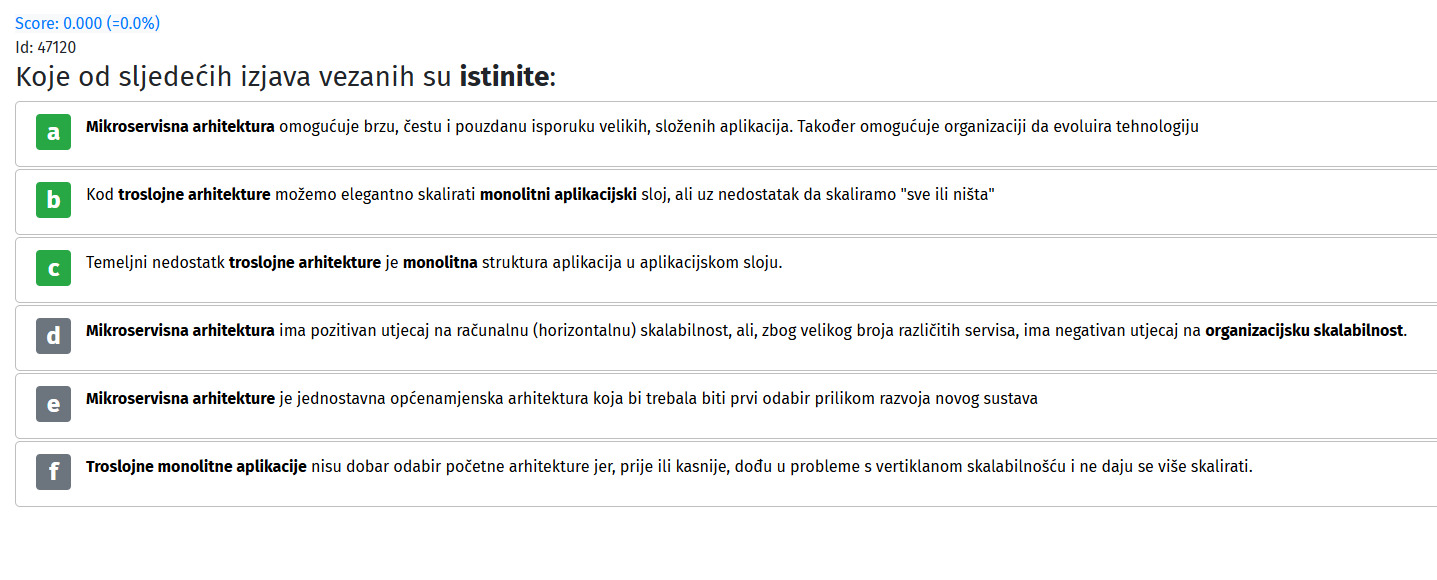 Score: 0.000 (=0.0%)
Id: 47120
Koje od sljedećih izjava vezanih su istinite:
a Mikroservisna arhitektura omogućuje brzu, čestu i pouzdanu isporuku velikih, složenih aplikacija. Također omogućuje organizaciji da evoluira tehnologiju
b Kod troslojne arhitekture možemo elegantno skalirati monolitni aplikacijski sloj, ali uz nedostatak da skaliramo "sve ili ništa"
c Temeljni nedostatk troslojne arhitekture je monolitna struktura aplikacija u aplikacijskom sloju.
d Mikroservisna arhitektura ima pozitivan utjecaj na računalnu (horizontalnu) skalabilnost, ali, zbog velikog broja različitih servisa, ima negativan utjecaj na organizacijsku skalabilnost.
e Mikroservisna arhitekture je jednostavna općenamjenska arhitektura koja bi trebala biti prvi odabir prilikom razvoja novog sustava
f Troslojne monolitne aplikacije nisu dobar odabir početne arhitekture jer, prije ili kasnije, dođu u probleme s vertiklanom skalabilnošću i ne daju se više skalirati.